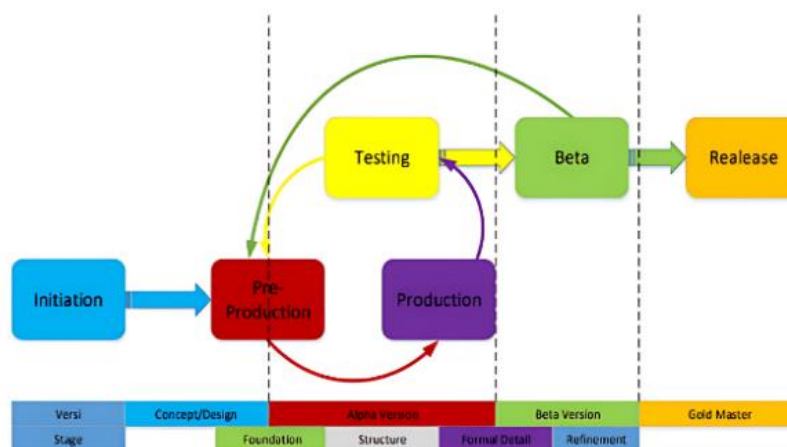 Testing
Beta
Realease
Initiation
Pre-
Production
Production
Versi
Concept/Design
Alpha Version
Beta Version
Gold Master
Stage
Foundation
Structure
Formal Detail
Refinement